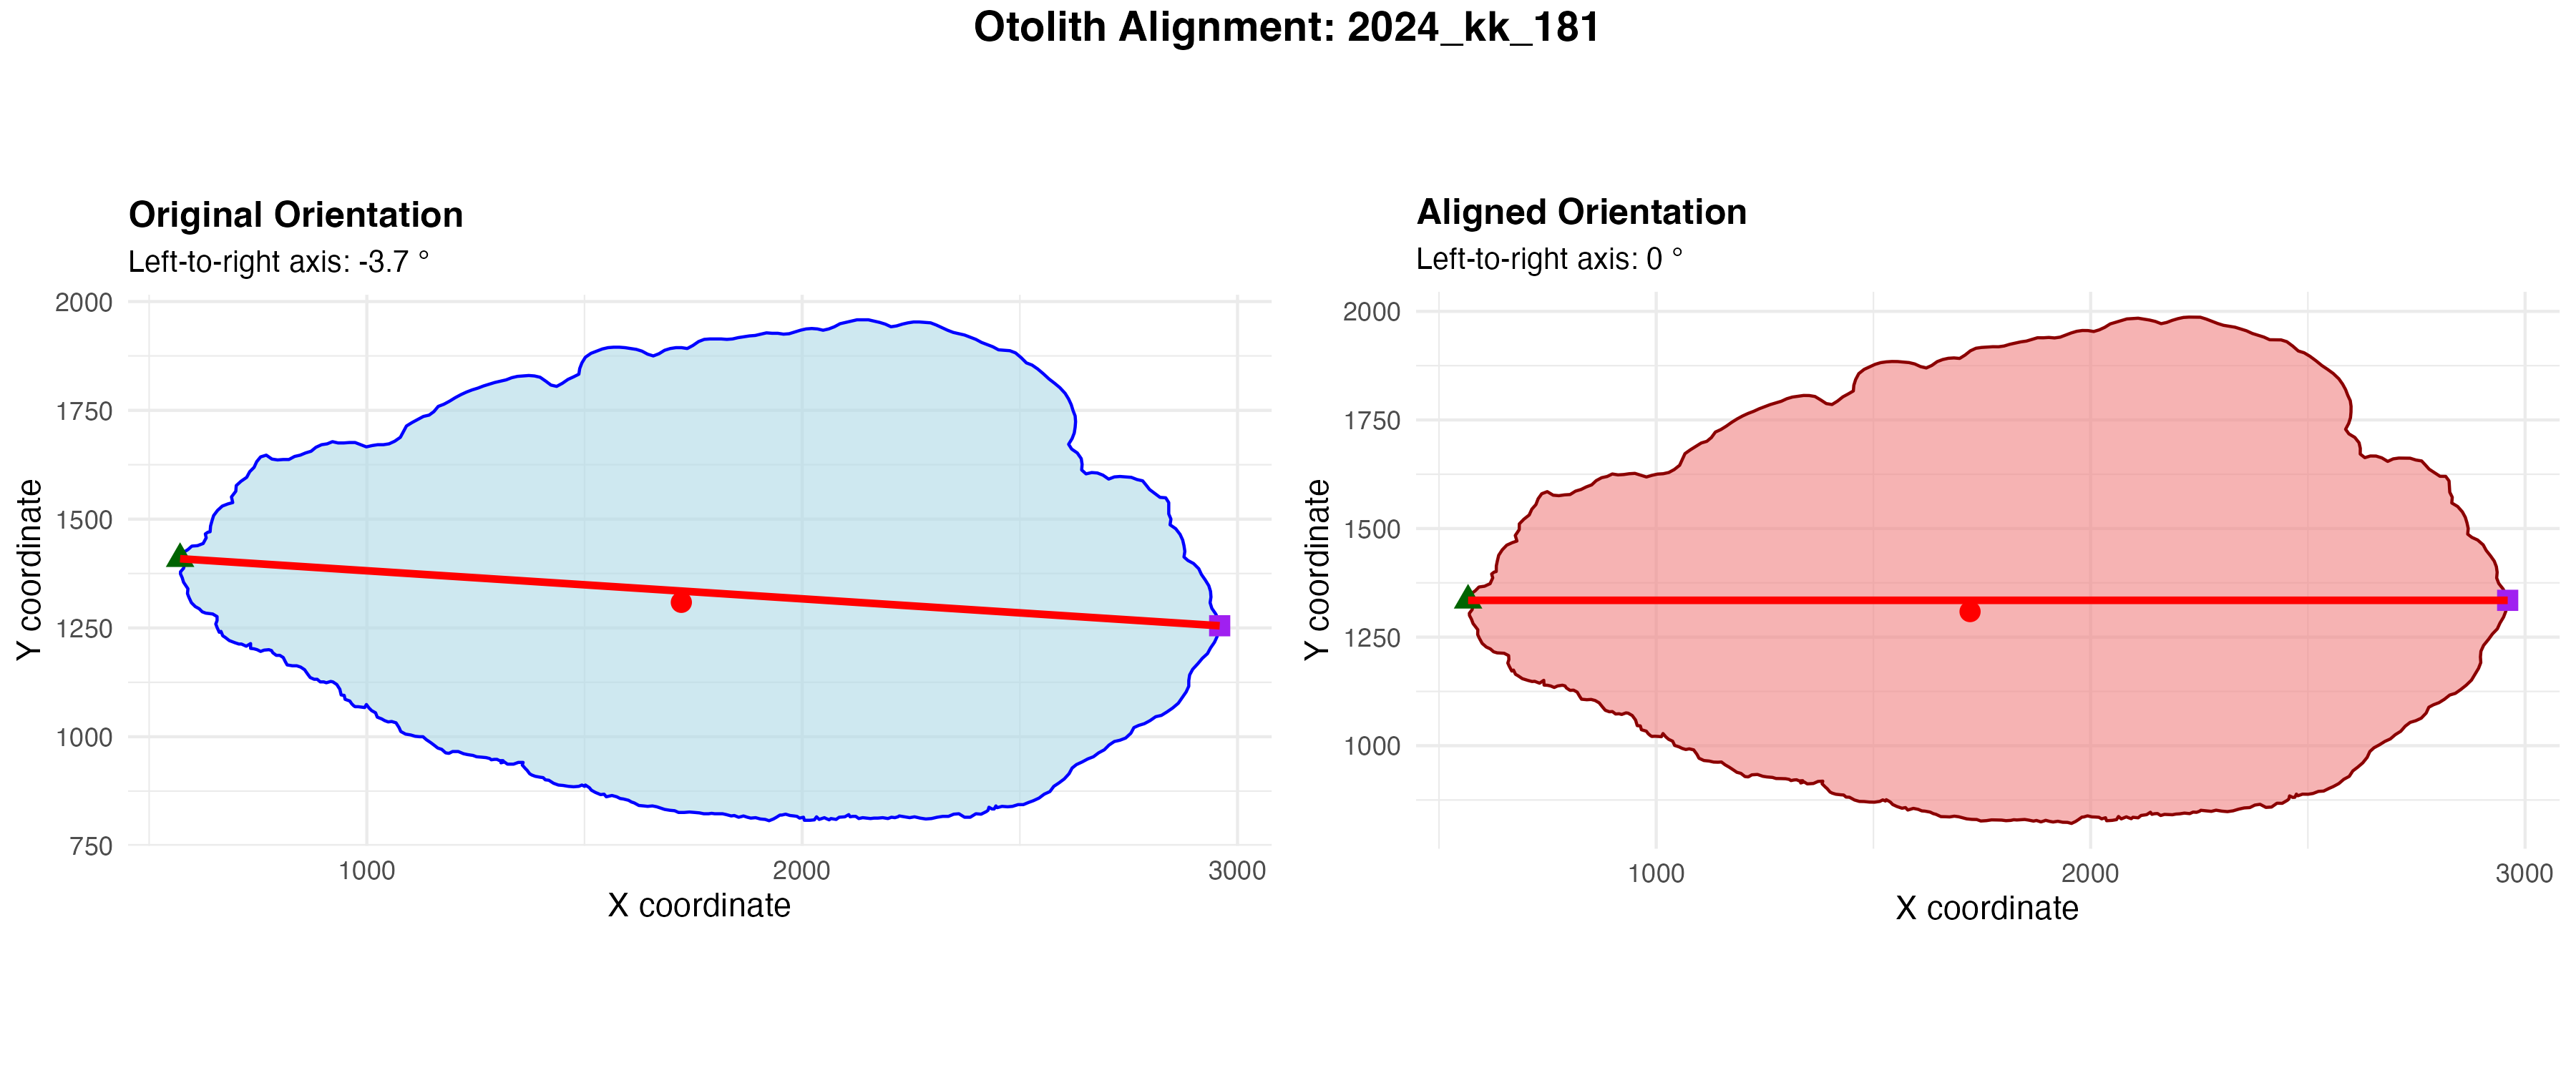 Otolith Alignment: 2024_kk_181
Original Orientation
Left-to-right axis: -3.7 °
2000
1750
1500
1250
1000
750
Y coordinate
1000
2000
3000
X coordinate
Aligned Orientation
Left-to-right axis: 0 °
2000
1750
1500
1250
1000
Y coordinate
1000
2000
3000
X coordinate